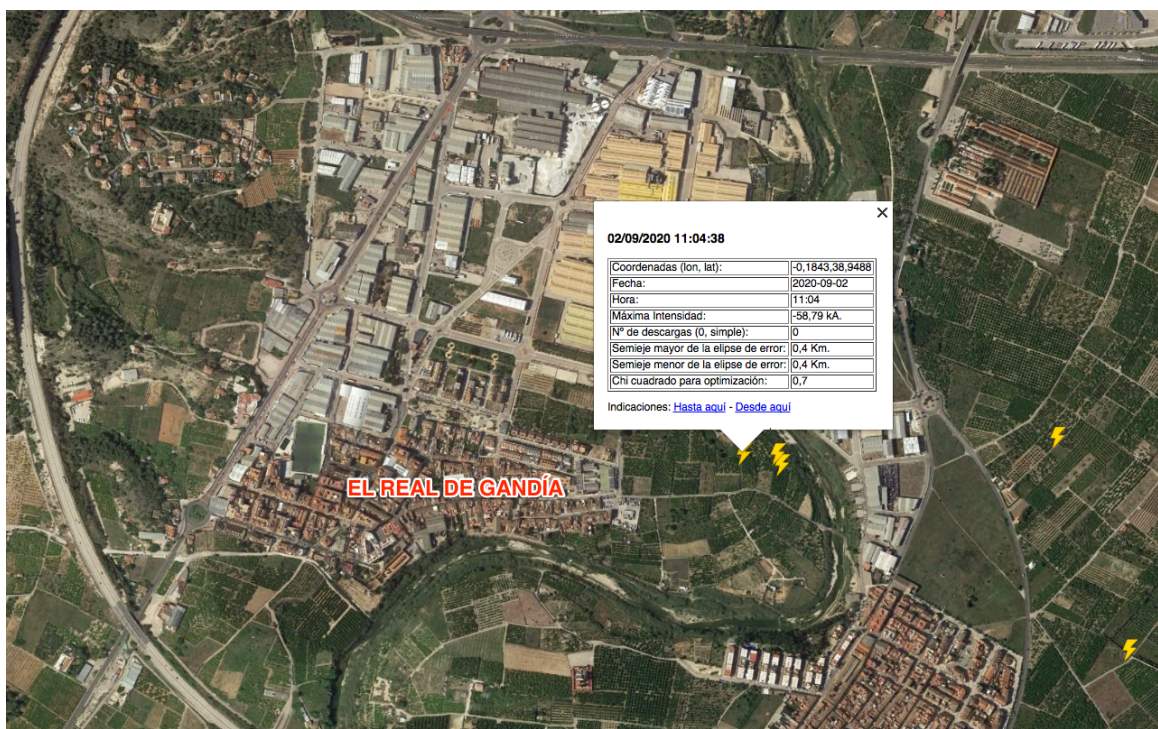 ✕
02/09/2020 11:04:38
Coordenadas (lon, lat): -0,1843,38,9488
Fecha: 2020-09-02
Hora: 11:04
Máxima Intensidad: -58,79 kA.
Nº de descargas (0, simple): 0
Semieje mayor de la elipse de error: 0,4 Km.
Semieje menor de la elipse de error: 0,4 Km.
Chi cuadrado para optimización: 0,7
Indicaciones: Hasta aquí - Desde aquí
EL REAL DE GANDÍA